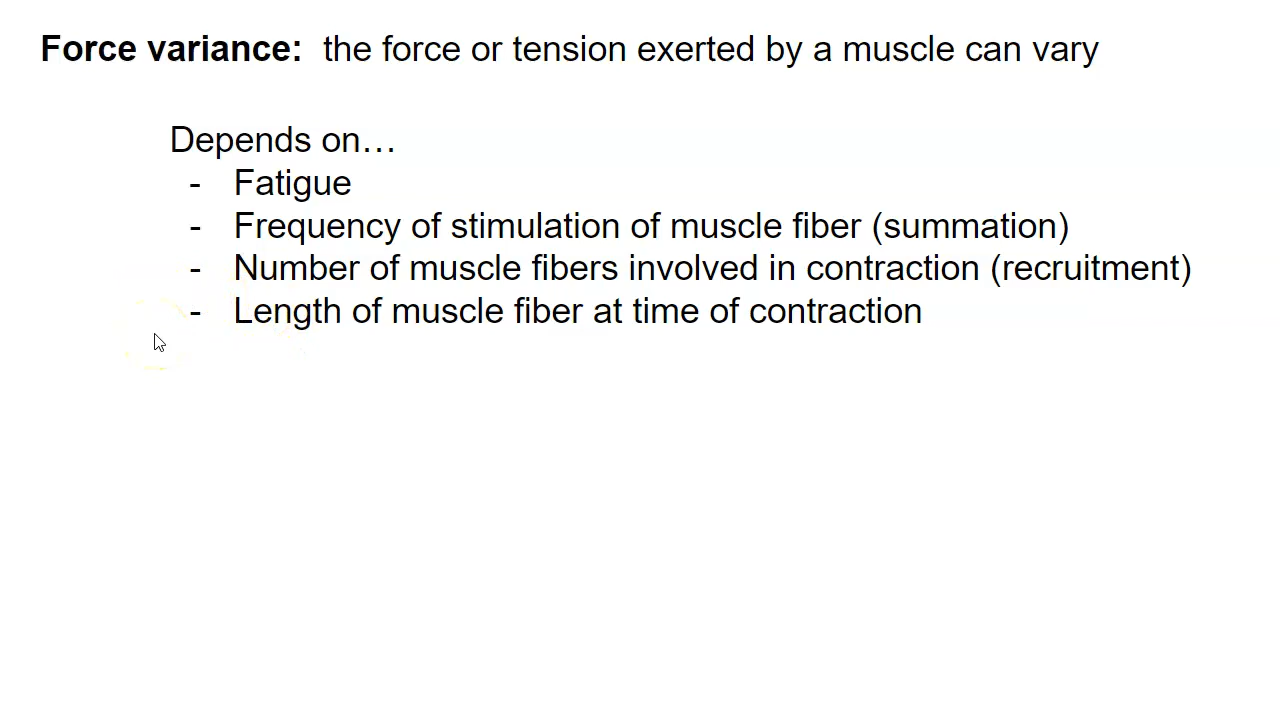 Force variance: the force or tension exerted by a muscle can vary
Depends on…
- Fatigue
- Frequency of stimulation of muscle fiber (summation)
- Number of muscle fibers involved in contraction (recruitment)
- Length of muscle fiber at time of contraction